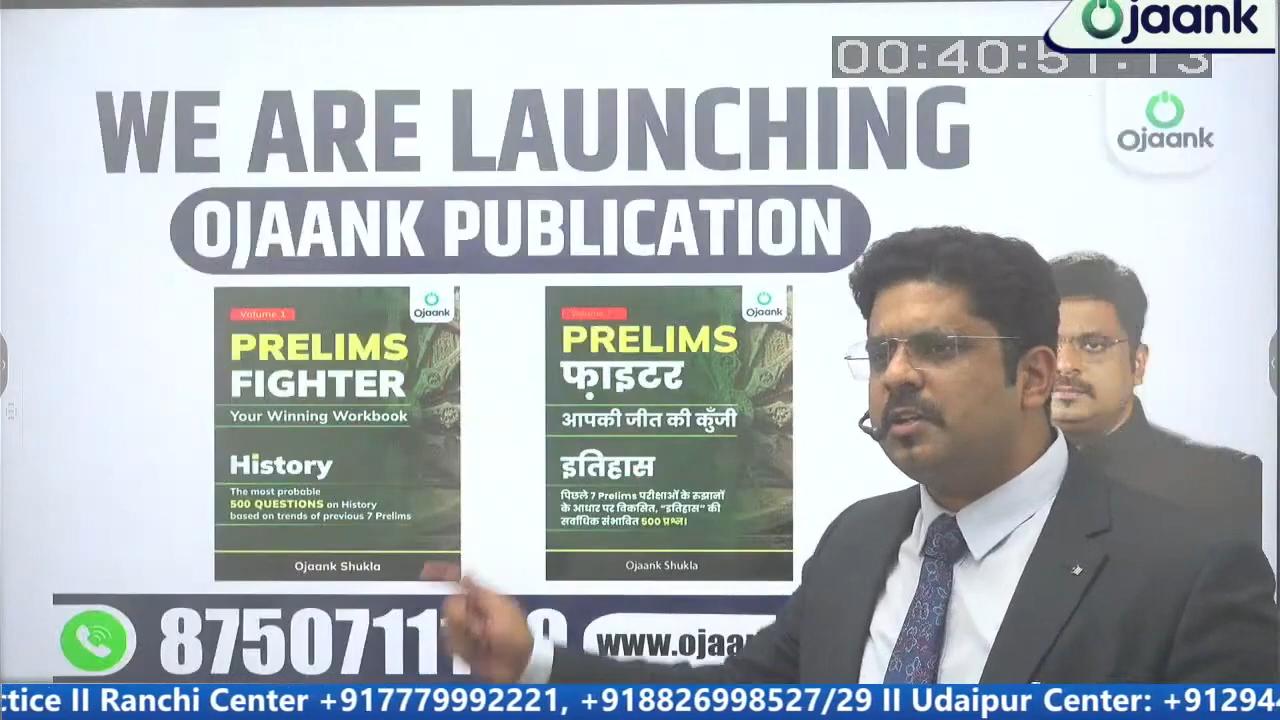 Ojaank
00:40:51:13
Ojaank
WE ARE LAUNCHING
OJAANK PUBLICATION
Volume 1
Ojaank
PRELIMS
FIGHTER
Your Winning Workbook
History
The most probable
500 QUESTIONS on History
based on trends of previous 7 Prelims
Ojaank Shukla
Volume 1
Ojaank
PRELIMS
फ़ाइटर
आपकी जीत की कुँजी
इतिहास
पिछले 7 Prelims परीक्षाओं के रुझानों
के आधार पर विकसित, "इतिहास" की
सर्वाधिक संभावित 500 प्रश्न।
Ojaank Shukla
8750711
www.ojaan
ctice II Ranchi Center +917779992221, +918826998527/29 II Udaipur Center: +91294